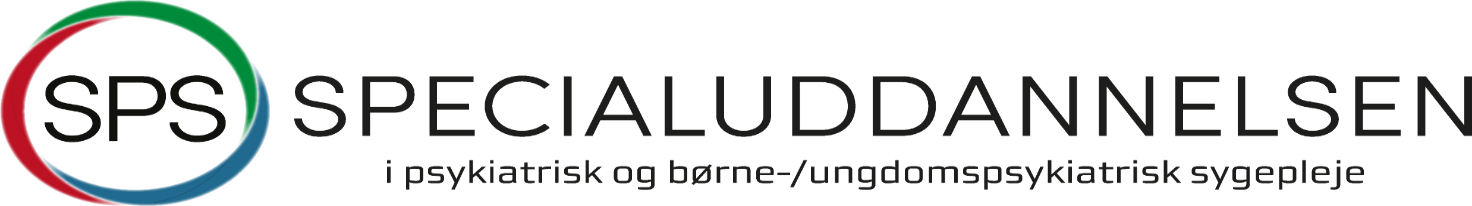 SPS SPECIALUDDANNELSEN
i psykiatrisk og børne-/ungdomspsykiatrisk sygepleje